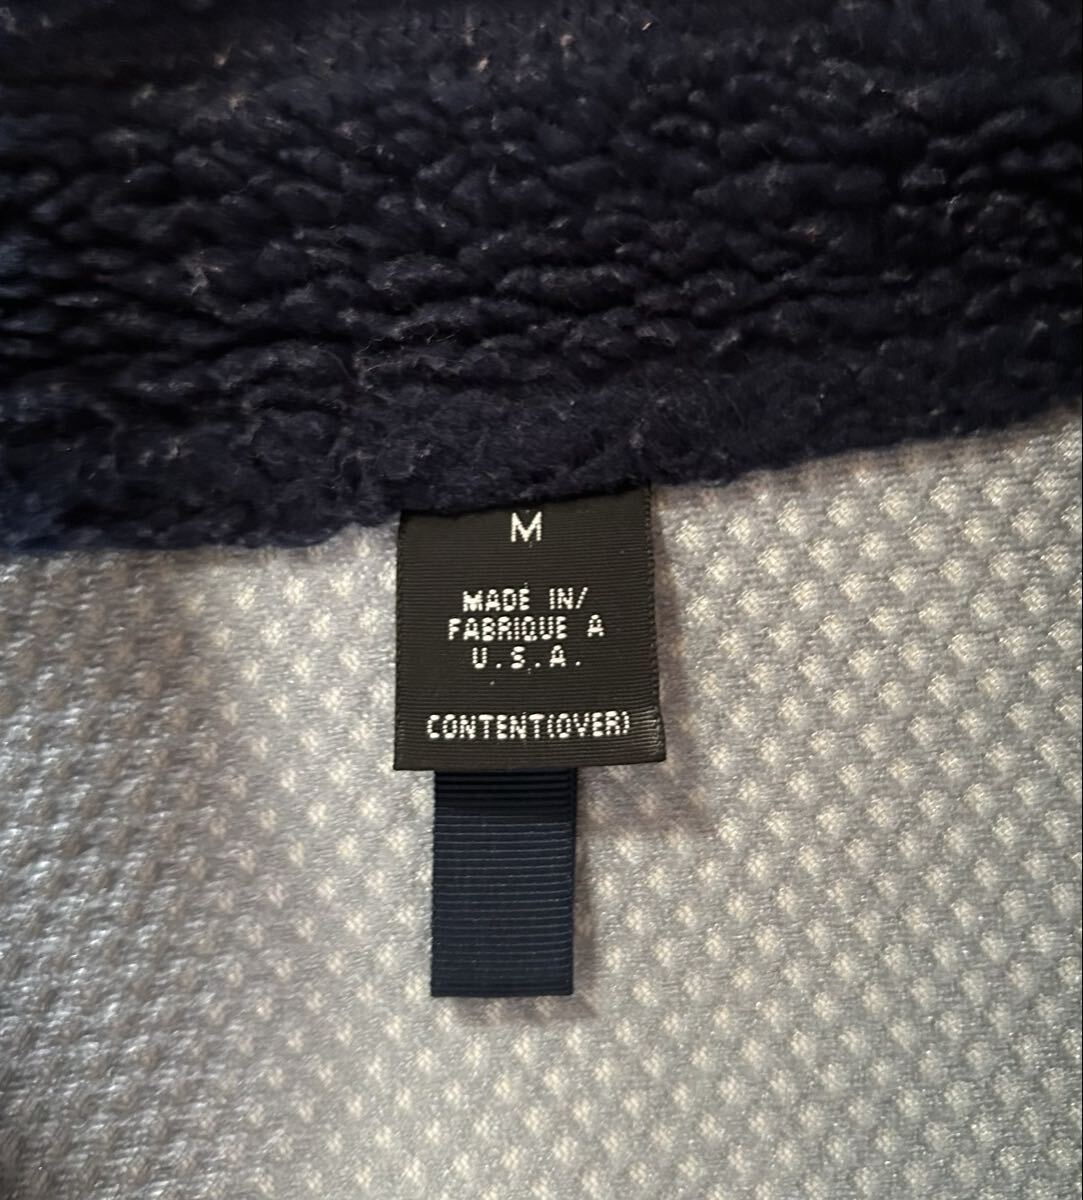 M
MADE IN/
FABRIQUE A
U.S.A.
CONTENT(OVER)